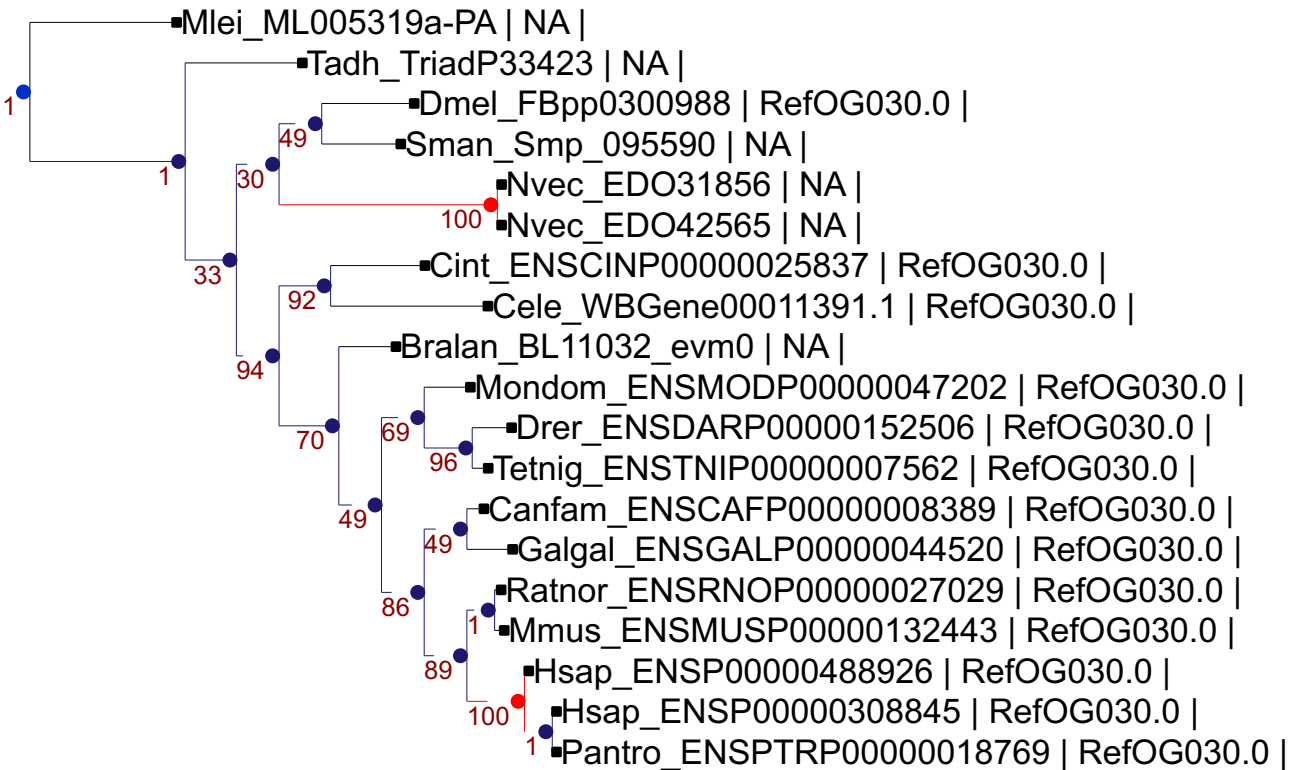 Mlei_ML005319a-PA | NA |
1
Tadh_TriadP33423 | NA |
Dmel_FBpp0300988 | RefOG030.0 |
49
Sman_Smp_095590 | NA |
1
30
Nvec_EDO31856 | NA |
100
Nvec_EDO42565 | NA |
33
Cint_ENSCINP00000025837 | RefOG030.0 |
92
Cele_WBGene00011391.1 | RefOG030.0 |
Bralan_BL11032_evm0 | NA |
94
Mondom_ENSMODP00000047202 | RefOG030.0 |
70
69
Drer_ENSDARP00000152506 | RefOG030.0 |
96
Tetnig_ENSTNIP00000007562 | RefOG030.0 |
Canfam_ENSCAFP00000008389 | RefOG030.0 |
49
49
Galgal_ENSGALP00000044520 | RefOG030.0 |
Ratnor_ENSRNOP00000027029 | RefOG030.0 |
86
1
Mmus_ENSMUSP00000132443 | RefOG030.0 |
89
Hsap_ENSP00000488926 | RefOG030.0 |
100
Hsap_ENSP00000308845 | RefOG030.0 |
1
Pantro_ENSPTRP00000018769 | RefOG030.0 |